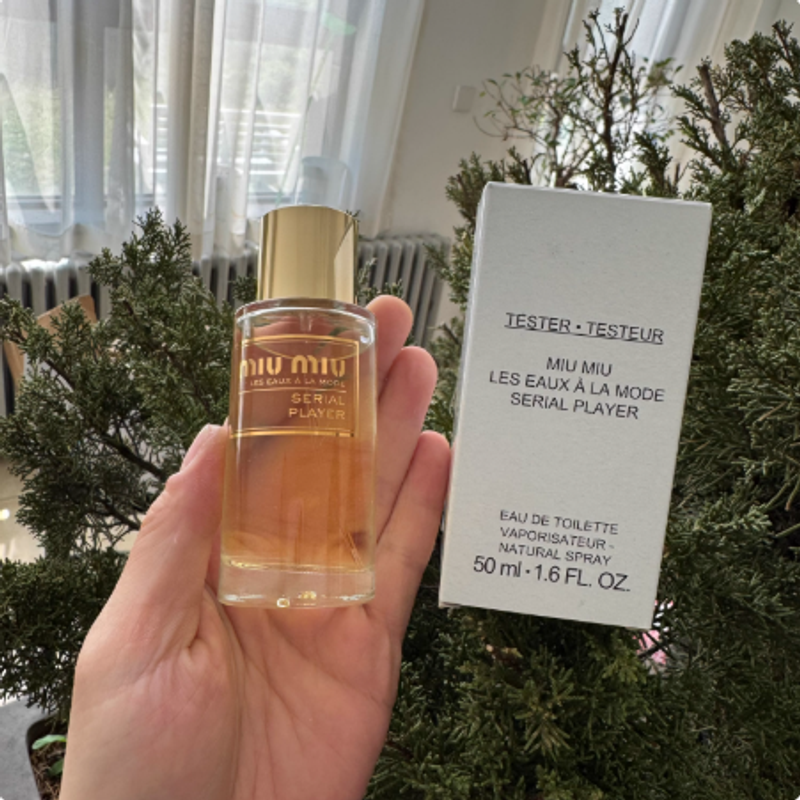 miu miu
LES EAUX À LA MODE
SERIAL
PLAYER
TESTER • TESTEUR
MIU MIU
LES EAUX À LA MODE
SERIAL PLAYER
EAU DE TOILETTE
VAPORISATEUR -
NATURAL SPRAY
50 ml • 1.6 FL. OZ.